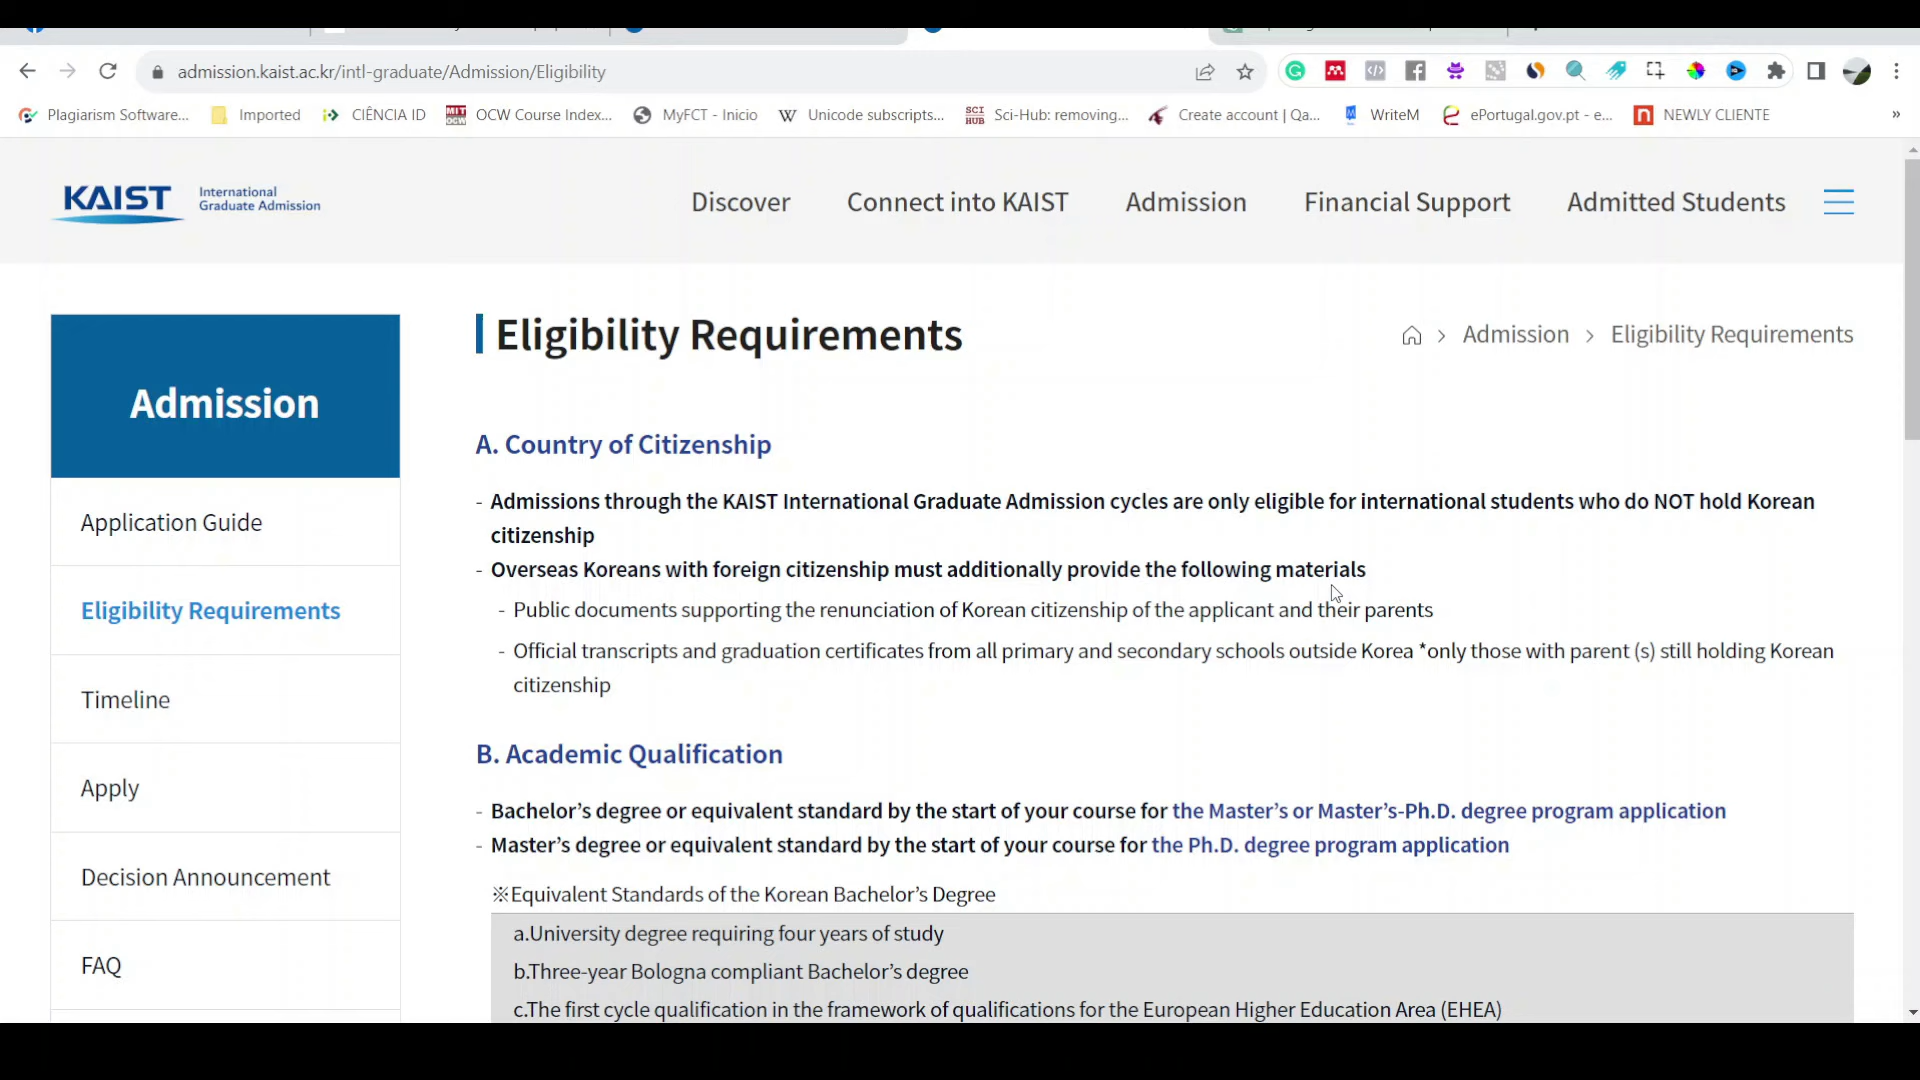 admission.kaist.ac.kr/intl-graduate/Admission/Eligibility
Plagiarism Software...
Imported
CIÊNCIA ID
MIT OCW
OCW Course Index...
MyFCT - Inicio
W
Unicode subscripts...
SCI HUB
Sci-Hub: removing...
Create account | Qa...
WriteM
ePortugal.gov.pt - e...
n
NEWLY CLIENTE
»
KAIST
International
Graduate Admission
Discover
Connect into KAIST
Admission
Financial Support
Admitted Students
Eligibility Requirements
Admission
Eligibility Requirements
Admission
Application Guide
Eligibility Requirements
Timeline
Apply
Decision Announcement
FAQ
A. Country of Citizenship
- Admissions through the KAIST International Graduate Admission cycles are only eligible for international students who do NOT hold Korean
citizenship
- Overseas Koreans with foreign citizenship must additionally provide the following materials
- Public documents supporting the renunciation of Korean citizenship of the applicant and their parents
- Official transcripts and graduation certificates from all primary and secondary schools outside Korea *only those with parent (s) still holding Korean
citizenship
B. Academic Qualification
- Bachelor’s degree or equivalent standard by the start of your course for the Master’s or Master’s-Ph.D. degree program application
- Master’s degree or equivalent standard by the start of your course for the Ph.D. degree program application
※Equivalent Standards of the Korean Bachelor’s Degree
a.University degree requiring four years of study
b.Three-year Bologna compliant Bachelor’s degree
c.The first cycle qualification in the framework of qualifications for the European Higher Education Area (EHEA)